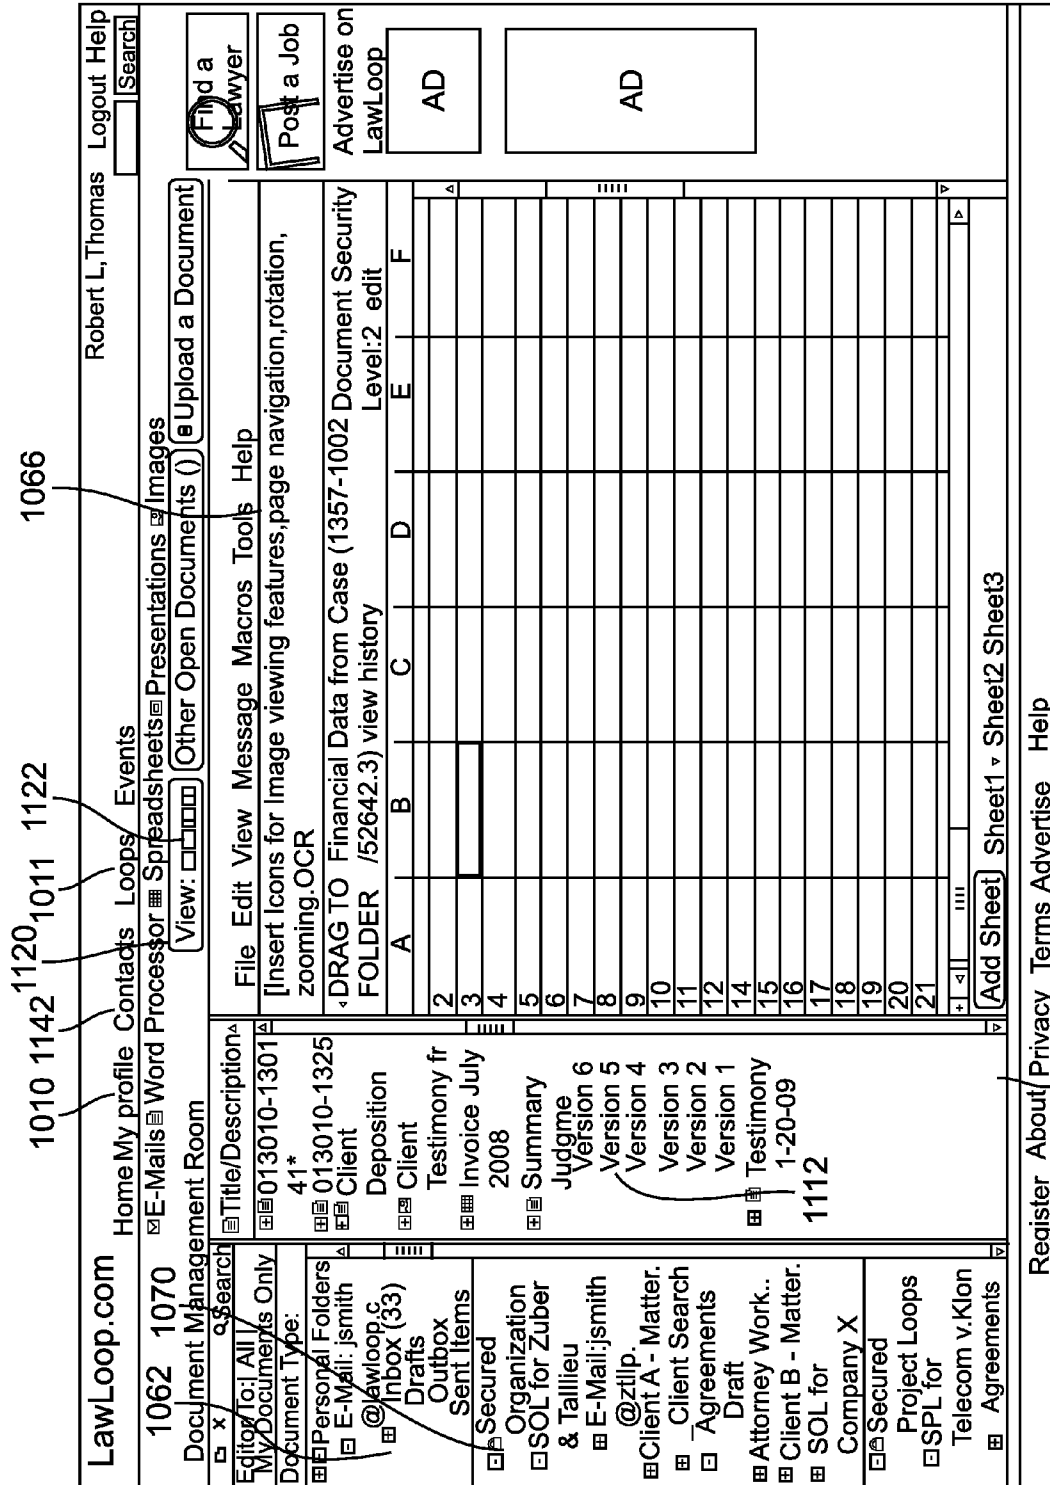 1010 1142 1120 1011 1122 1066
LawLoop.com
Robert L,Thomas Logout Help
Home My profile Contacts Loops Events
Search
E-Mails Word Processor Spreadsheets Presentations Images
1062 1070
Document Management Room
View:
Other Open Documents ()
Upload a Document
x Search
Editor To:| All |
My Documents Only
Document Type:
Personal Folders
E-Mail: jsmith
@lawloop.c
Inbox (33)
Drafts
Outbox
Sent Items
Secured
Organization
SOL for Zuber
& Tallieu
E-Mail:jsmith
@ztllp.
Client A - Matter.
Client Search
Agreements
Draft
Attorney Work..
Client B - Matter.
SOL for
Company X
Secured
Project Loops
SPL for
Telecom v.Klon
Agreements
Title/Description
013010-1301
41*
013010-1325
Client
Deposition
Client
Testimony fr
Invoice July
2008
Summary
Judgme
Version 6
Version 5
Version 4
Version 3
Version 2
Version 1
Testimony
1-20-09
1112
File Edit View Message Macros Tools Help
[Insert Icons for Image viewing features,page navigation,rotation,
zooming.OCR
DRAG TO Financial Data from Case (1357-1002 Document Security
FOLDER /52642.3) view history Level:2 edit
A B C D E F
2
3
4
5
6
7
8
9
10
11
12
14
15
16
17
18
19
20
21
+
Add Sheet Sheet1 Sheet2 Sheet3
Find a
Lawyer
Post a Job
Advertise on
LawLoop
AD
AD
Register About Privacy Terms Advertise Help